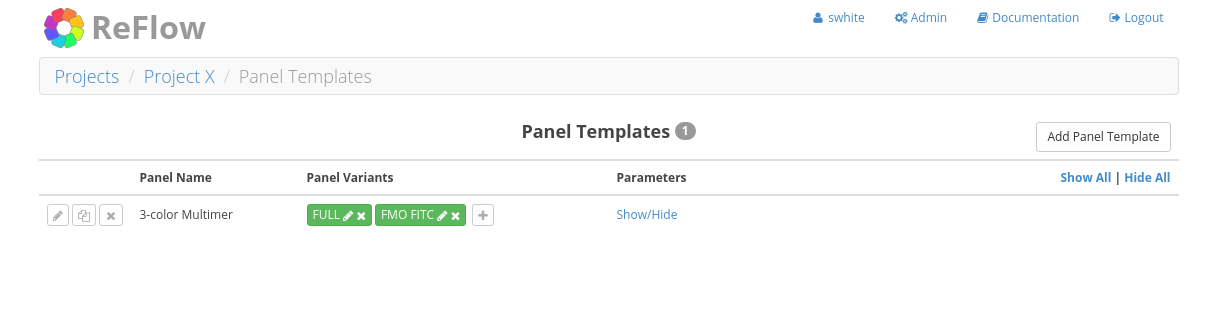 ReFlow
swhite Admin Documentation Logout
Projects / Project X / Panel Templates
Panel Templates 1
Add Panel Template
Panel Name Panel Variants Parameters Show All | Hide All
3-color Multimer FULL FMO FITC Show/Hide